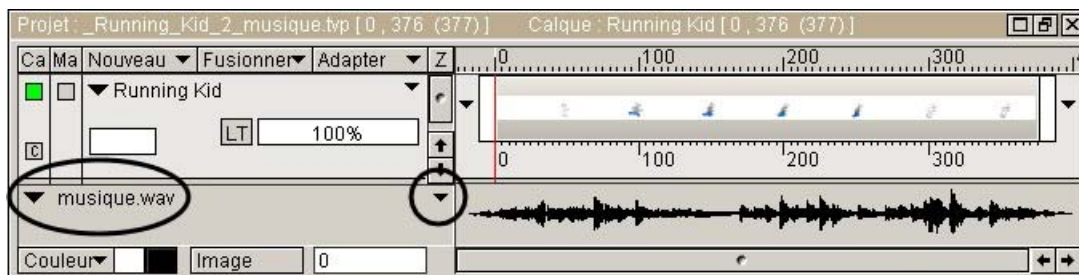 Projet : _Running_Kid_2_musique.tvp [ 0 , 376 (377) ] Calque : Running Kid [ 0 , 376 (377) ]
Ca Ma Nouveau Fusionner Adapter Z 0 100 200 300
Running Kid
LT 100%
C
0 100 200 300
musique.wav
Couleur Image 0